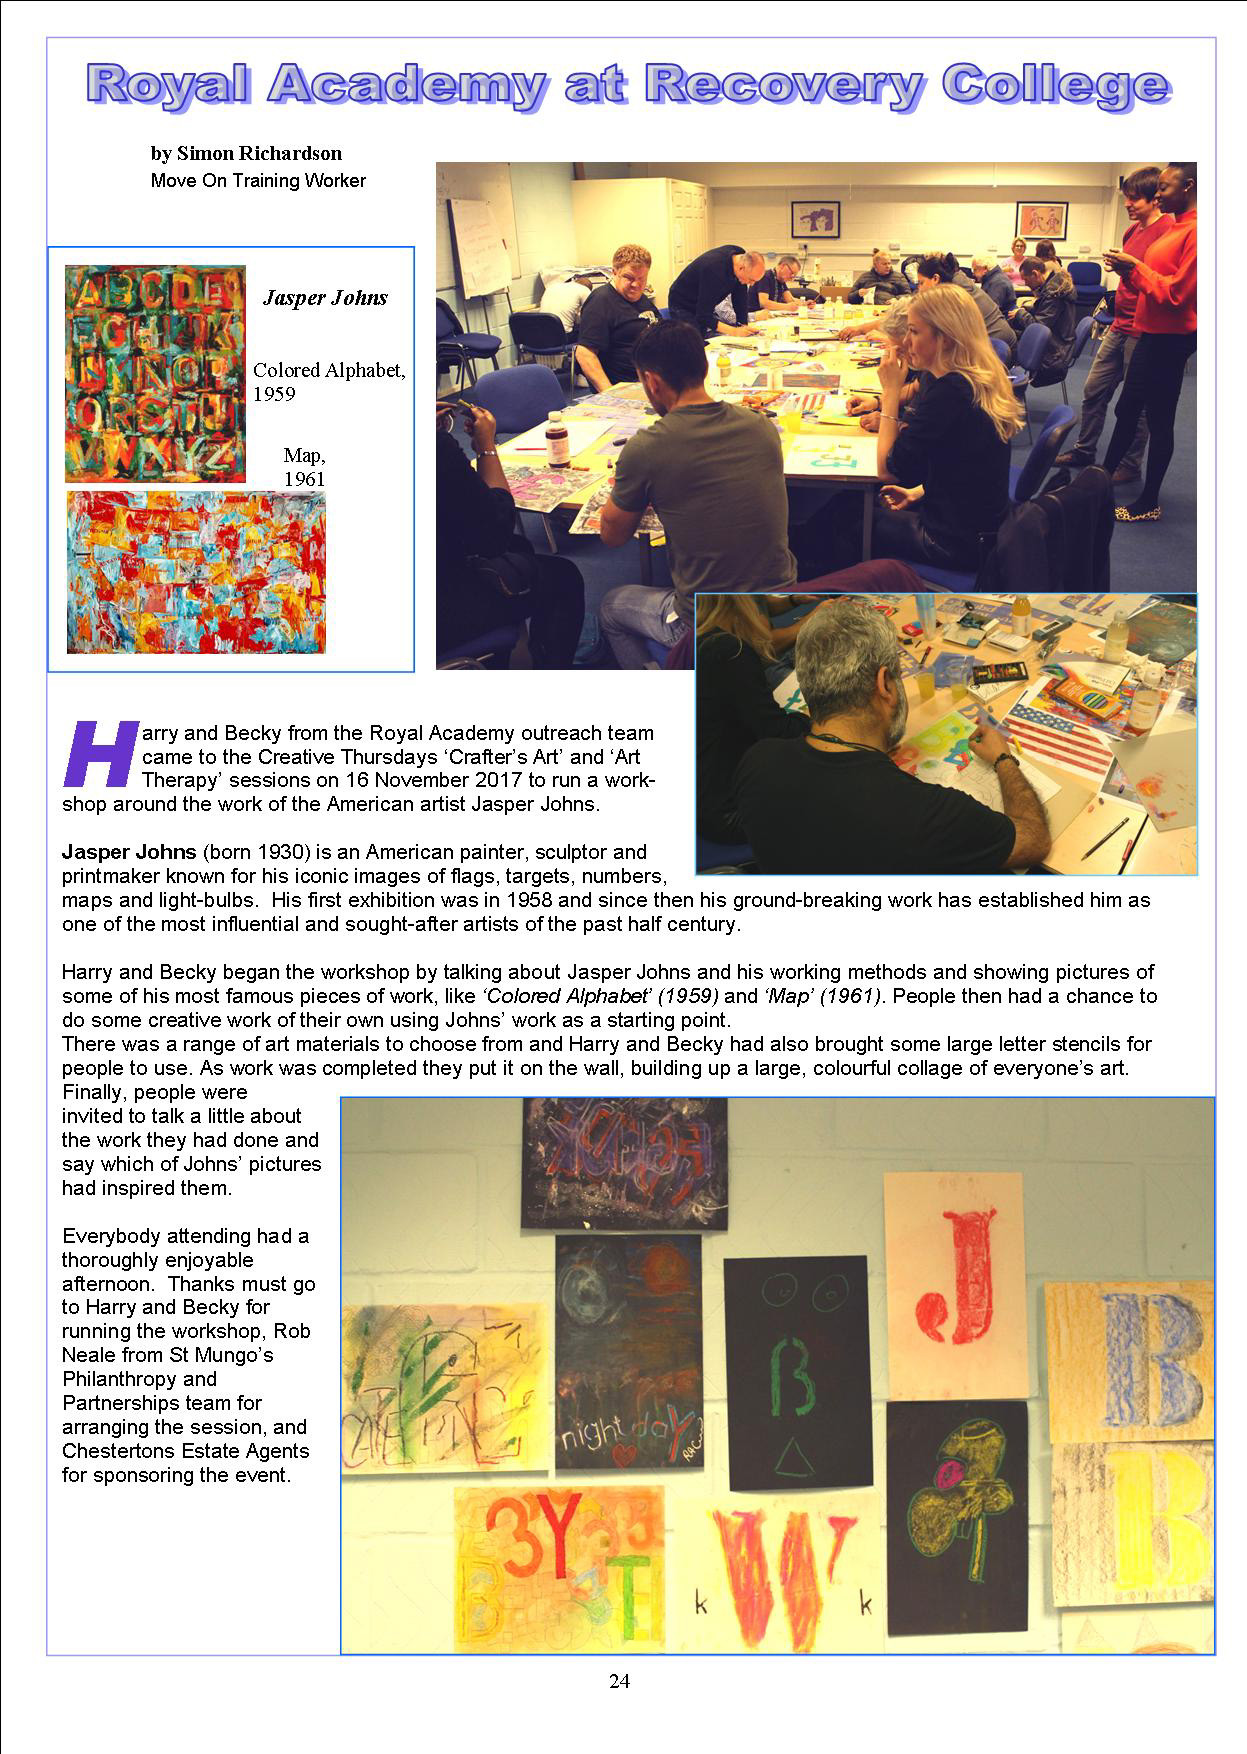 Royal Academy at Recovery College
by Simon Richardson
Move On Training Worker
Jasper Johns
Colored Alphabet,
1959
Map,
1961
Harry and Becky from the Royal Academy outreach team
came to the Creative Thursdays ‘Crafter’s Art’ and ‘Art
Therapy’ sessions on 16 November 2017 to run a work-
shop around the work of the American artist Jasper Johns.
Jasper Johns (born 1930) is an American painter, sculptor and
printmaker known for his iconic images of flags, targets, numbers,
maps and light-bulbs.  His first exhibition was in 1958 and since then his ground-breaking work has established him as
one of the most influential and sought-after artists of the past half century.
Harry and Becky began the workshop by talking about Jasper Johns and his working methods and showing pictures of
some of his most famous pieces of work, like ‘Colored Alphabet’ (1959) and ‘Map’ (1961). People then had a chance to
do some creative work of their own using Johns’ work as a starting point.
There was a range of art materials to choose from and Harry and Becky had also brought some large letter stencils for
people to use. As work was completed they put it on the wall, building up a large, colourful collage of everyone’s art.
Finally, people were
invited to talk a little about
the work they had done and
say which of Johns’ pictures
had inspired them.
Everybody attending had a
thoroughly enjoyable
afternoon.  Thanks must go
to Harry and Becky for
running the workshop, Rob
Neale from St Mungo’s
Philanthropy and
Partnerships team for
arranging the session, and
Chestertons Estate Agents
for sponsoring the event.
J
B
B
night day
B
3Y
T
k W k
24